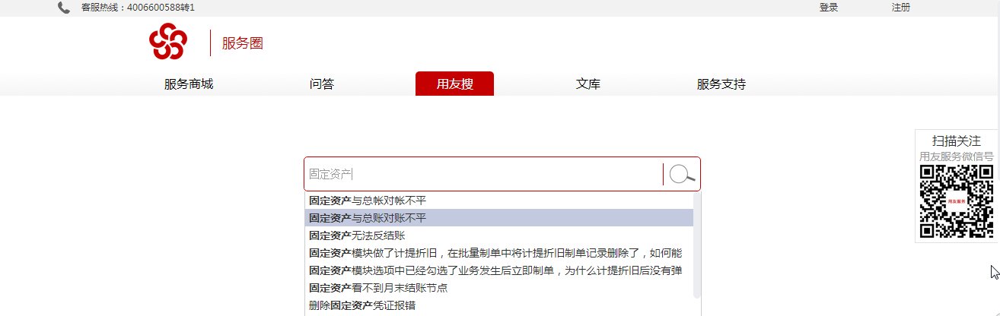 客服热线：4006600588转1
登录
注册
服务圈
服务商城
问答
用友搜
文库
服务支持
扫描关注
用友服务微信号
用友服务
固定资产
固定资产与总帐对帐不平
固定资产与总账对账不平
固定资产无法反结账
固定资产模块做了计提折旧，在批量制单中将计提折旧制单记录删除了，如何能
固定资产模块选项中已经勾选了业务发生后立即制单，为什么计提折旧后没有弹
固定资产看不到月末结账节点
删除固定资产凭证报错